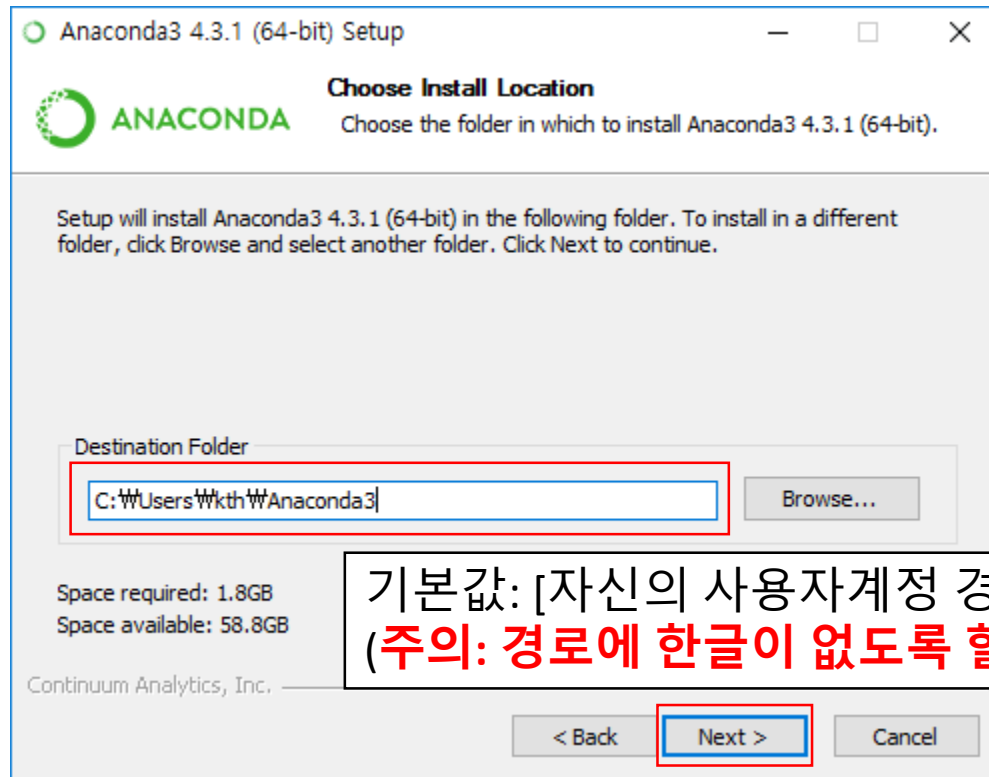 Anaconda3 4.3.1 (64-bit) Setup
ANACONDA
Choose Install Location
Choose the folder in which to install Anaconda3 4.3.1 (64-bit).
Setup will install Anaconda3 4.3.1 (64-bit) in the following folder. To install in a different
folder, click Browse and select another folder. Click Next to continue.
Destination Folder
C:₩Users₩kth₩Anaconda3
Browse...
Space required: 1.8GB
Space available: 58.8GB
기본값: [자신의 사용자계정
(주의: 경로에 한글이 없도록
Continuum Analytics, Inc.
< Back
Next >
Cancel